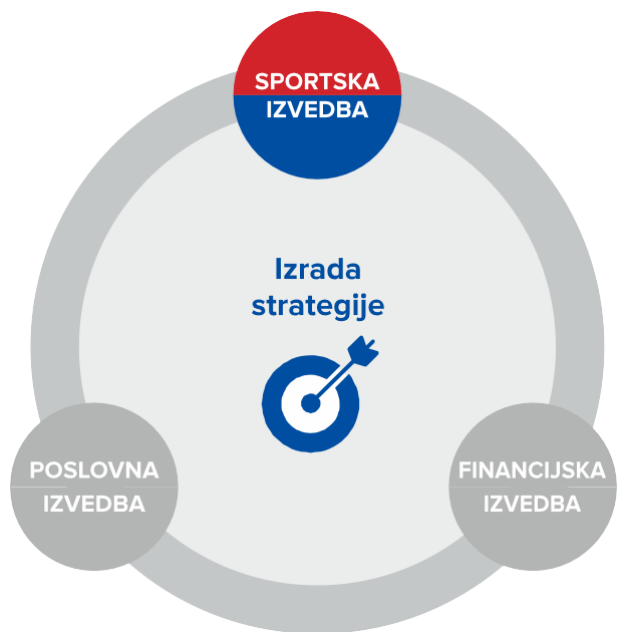 SPORTSKA
IZVEDBA
Izrada
strategije
POSLOVNA
IZVEDBA
FINANCIJSKA
IZVEDBA